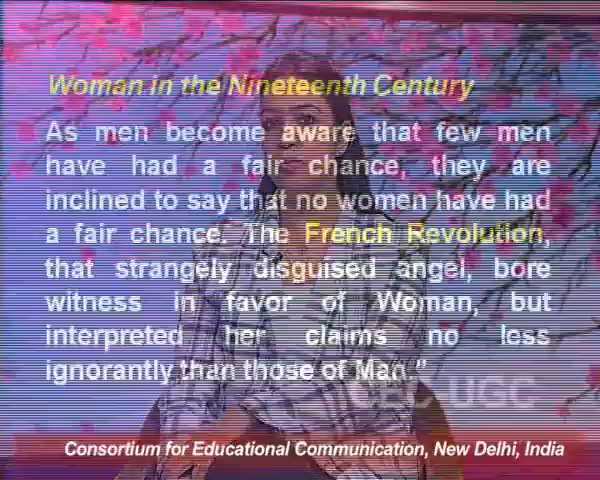 Woman in the Nineteenth Century
As men become aware that few men
have had a fair chance, they are
inclined to say that no women have had
a fair chance. The French Revolution,
that strangely disguised angel, bore
witness in favor of Woman, but
interpreted her claims no less
ignorantly than those of Man."
CEC-UGC
Consortium for Educational Communication, New Delhi, India